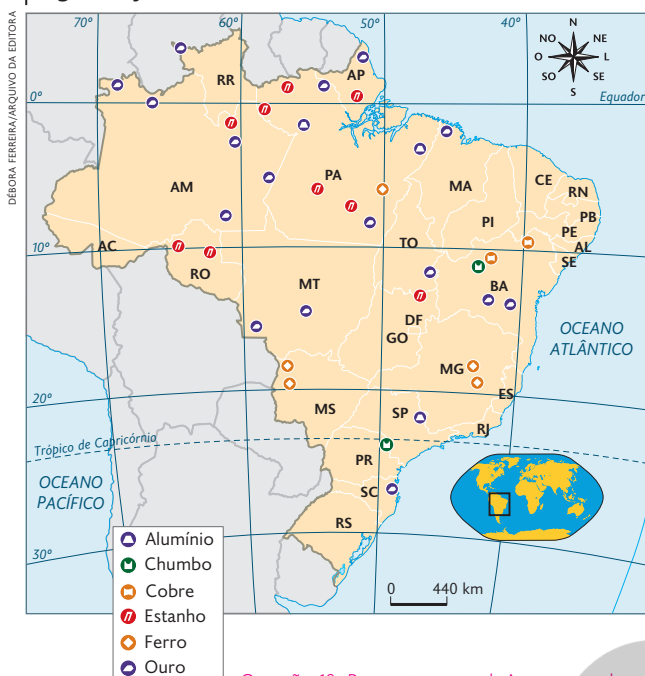 DÉBORA FERREIRA/ARQUIVO DA EDITORA
70°
60°
50°
40°
N
NO
NE
O
L
SO
SE
S
RR
AP
0°
Equador
AM
PA
MA
CE
RN
PB
PI
PE
AL
SE
AC
10°
TO
RO
MT
BA
DF
GO
OCEANO
ATLÂNTICO
MG
ES
20°
MS
SP
RJ
Trópico de Capricórnio
PR
OCEANO
PACÍFICO
SC
RS
30°
0 440 km
Alumínio
Chumbo
Cobre
Estanho
Ferro
Ouro